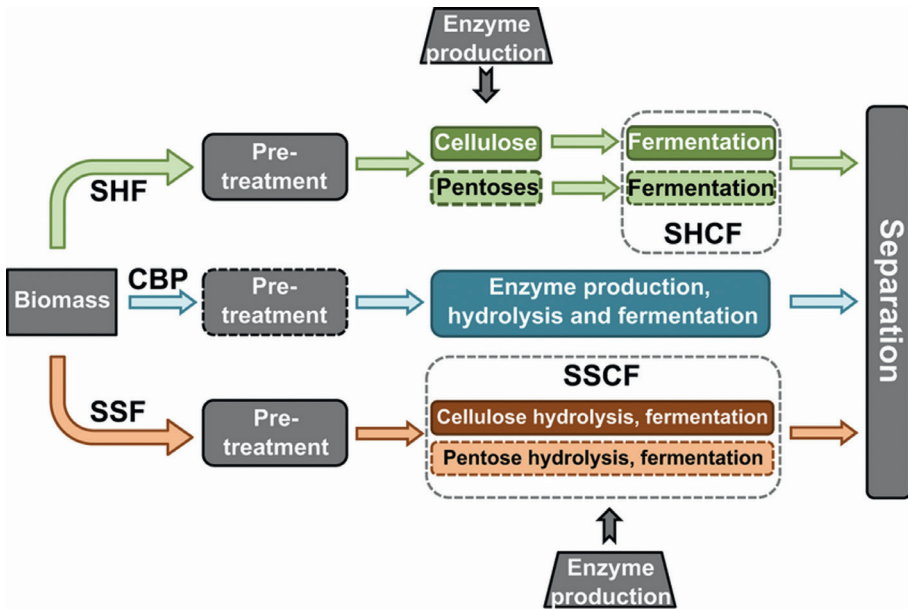 Enzyme
production
SHF
Pre-
treatment
Cellulose
Fermentation
Pentoses
Fermentation
SHCF
Biomass
CBP
Pre-
treatment
Enzyme production,
hydrolysis and fermentation
Separation
SSF
Pre-
treatment
SSCF
Cellulose hydrolysis, fermentation
Pentose hydrolysis, fermentation
Enzyme
production